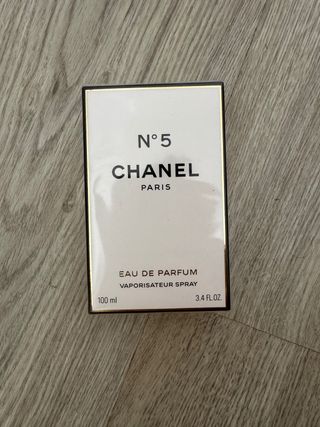 N°5
CHANEL
PARIS
EAU DE PARFUM
VAPORISATEUR SPRAY
100 ml 3.4 FL.OZ.